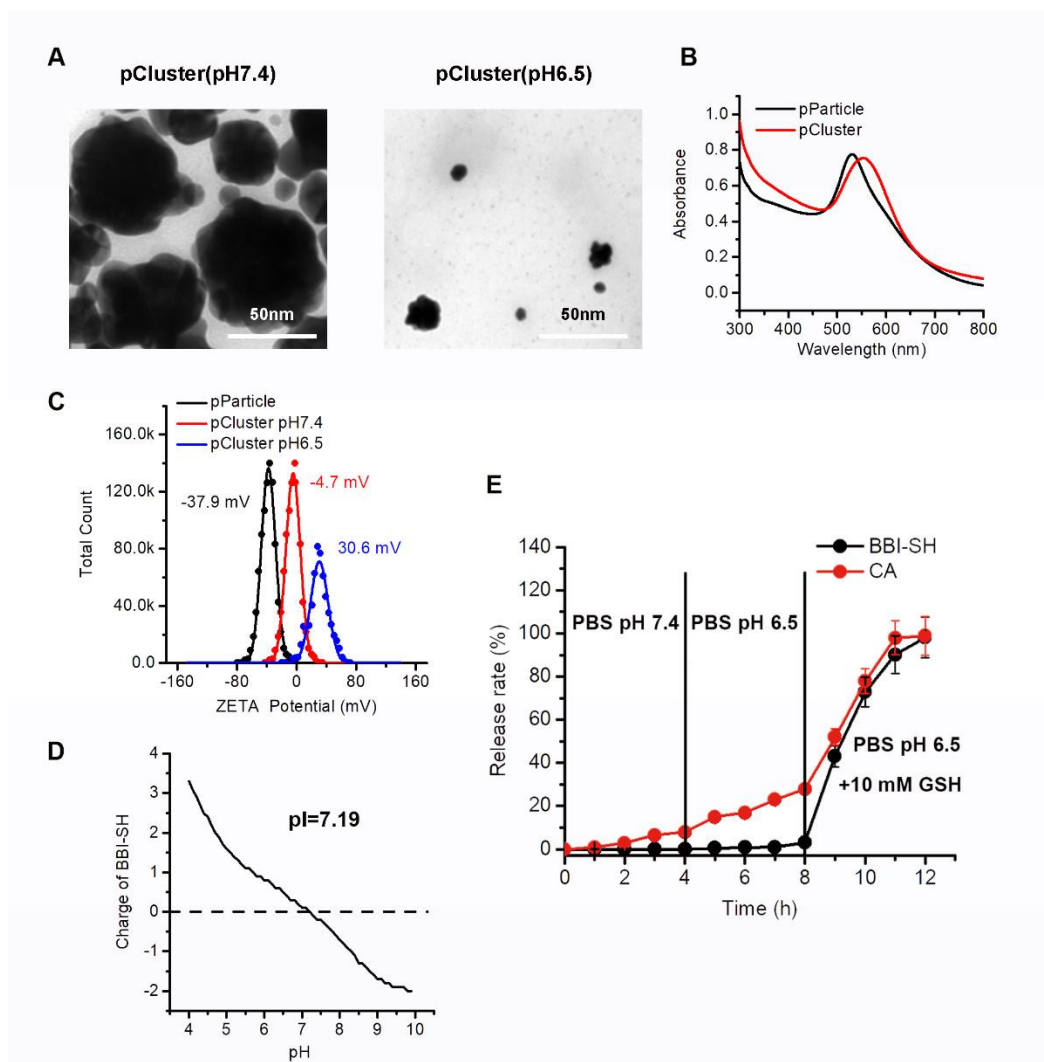 A
pCluster(pH7.4)
pCluster(pH6.5)
50nm
50nm
B
pParticle
pCluster
1.0
0.8
0.6
0.4
0.2
0.0
Absorbance
300 400 500 600 700 800
Wavelength (nm)
C
pParticle
pCluster pH7.4
pCluster pH6.5
160.0k
120.0k
80.0k
40.0k
0.0
Total Count
-37.9 mV
-4.7 mV
30.6 mV
-160 -80 0 80 160
ZETA Potential (mV)
D
4
3
2
1
0
-1
-2
Charge of BBI-SH
pI=7.19
4 5 6 7 8 9 10
pH
E
BBI-SH
CA
140
120
100
80
60
40
20
0
Release rate (%)
PBS pH 7.4
PBS pH 6.5
PBS pH 6.5
+10 mM GSH
0 2 4 6 8 10 12
Time (h)